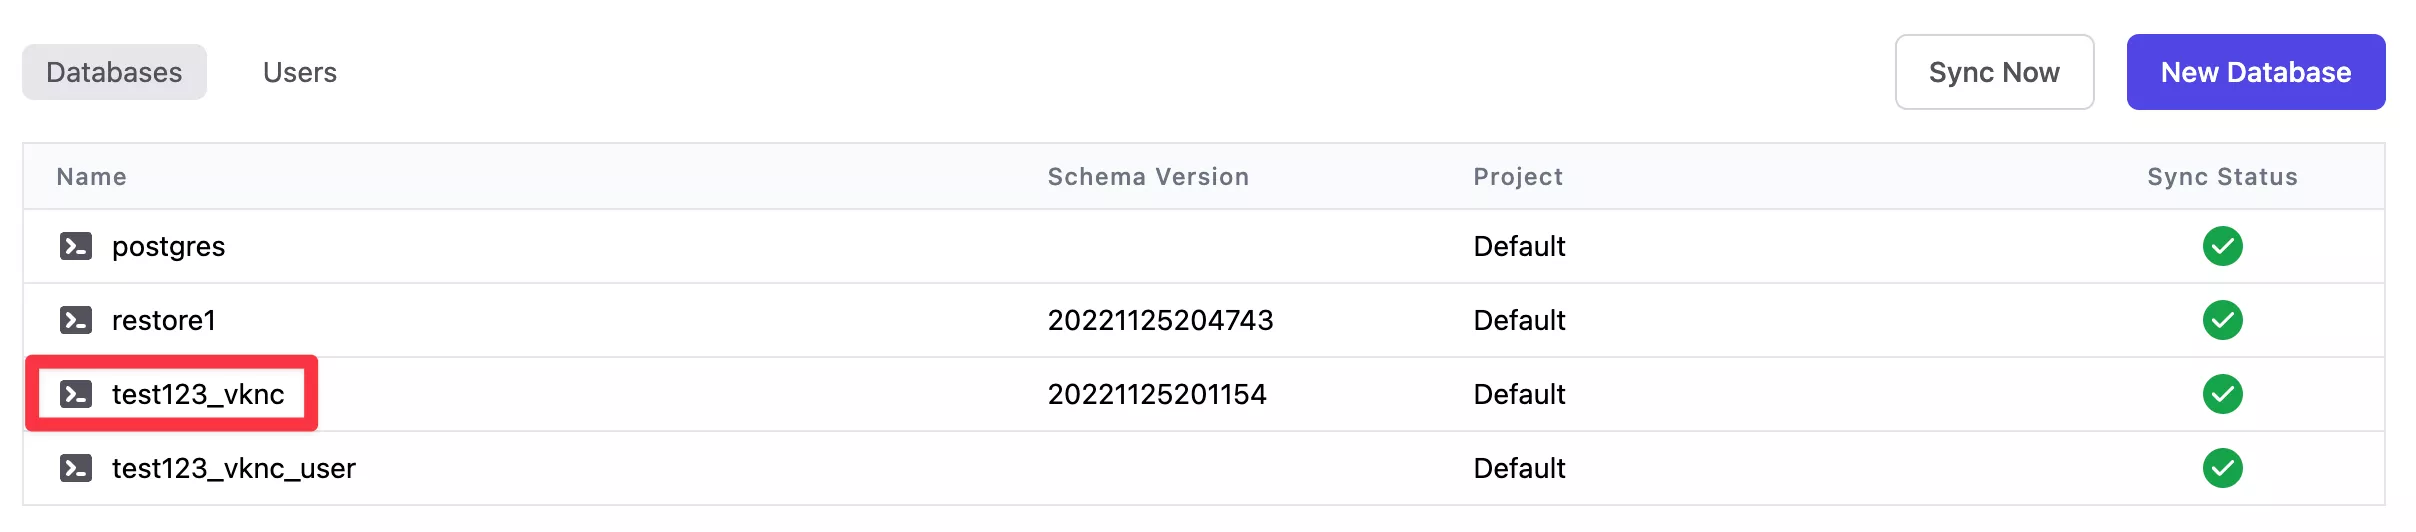 Databases Users Sync Now New Database
Name Schema Version Project Sync Status
postgres Default
restore1 20221125204743 Default
test123_vknc 20221125201154 Default
test123_vknc_user Default